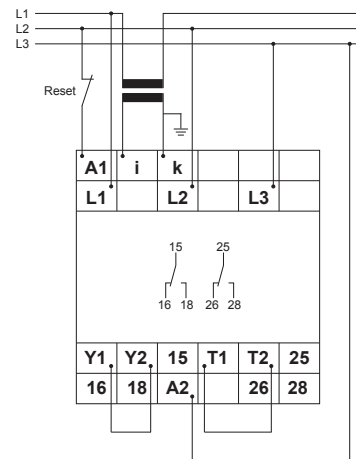 L1
L2
L3
Reset
A1 i k
L1 L2 L3
15 25
16 18 26 28
Y1 Y2 15 T1 T2 25
16 18 A2 26 28